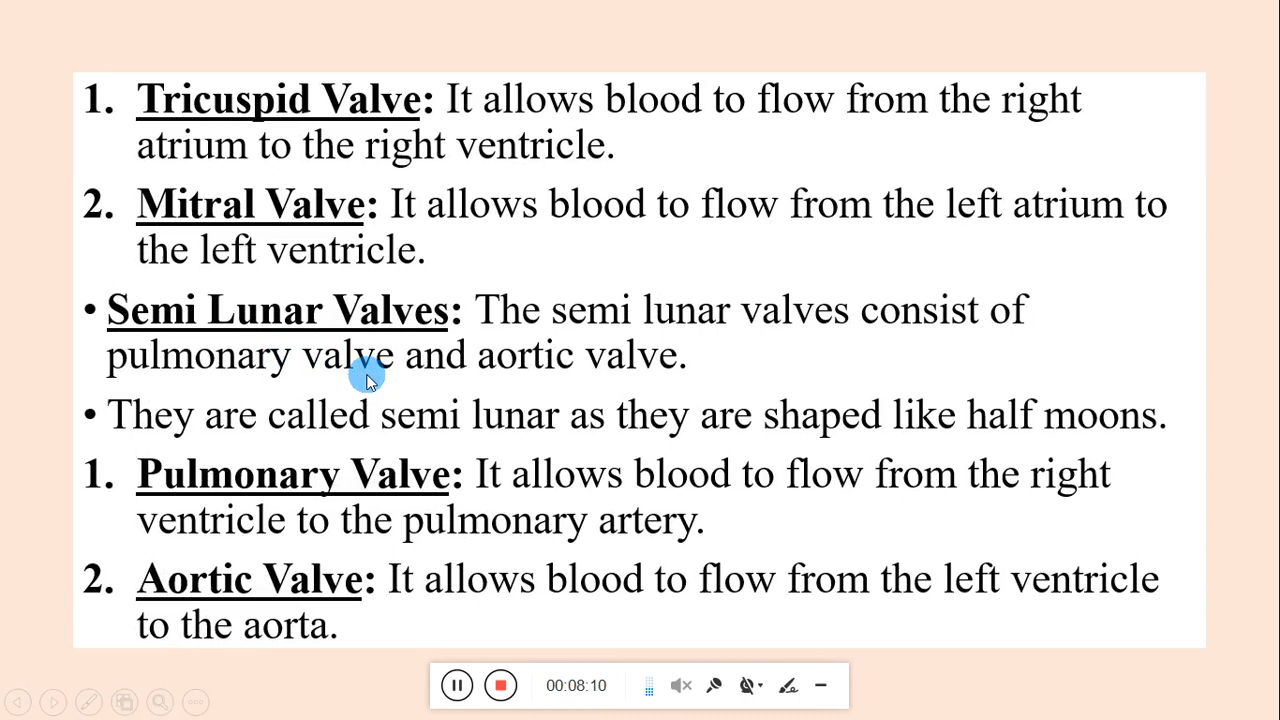 1. Tricuspid Valve: It allows blood to flow from the right
atrium to the right ventricle.
2. Mitral Valve: It allows blood to flow from the left atrium to
the left ventricle.
• Semi Lunar Valves: The semi lunar valves consist of
pulmonary valve and aortic valve.
• They are called semi lunar as they are shaped like half moons.
1. Pulmonary Valve: It allows blood to flow from the right
ventricle to the pulmonary artery.
2. Aortic Valve: It allows blood to flow from the left ventricle
to the aorta.
00:08:10